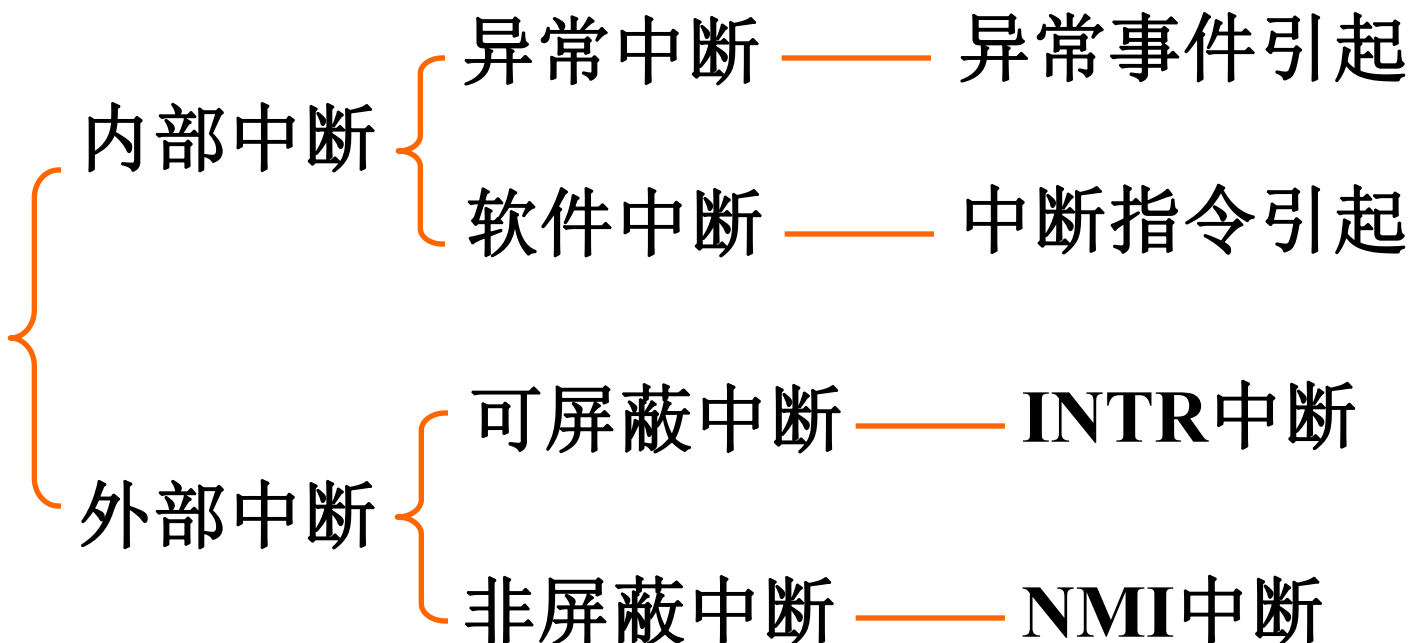 异常中断 异常事件引起
内部中断
软件中断 中断指令引起
可屏蔽中断 INTR中断
外部中断
非屏蔽中断 NMI中断